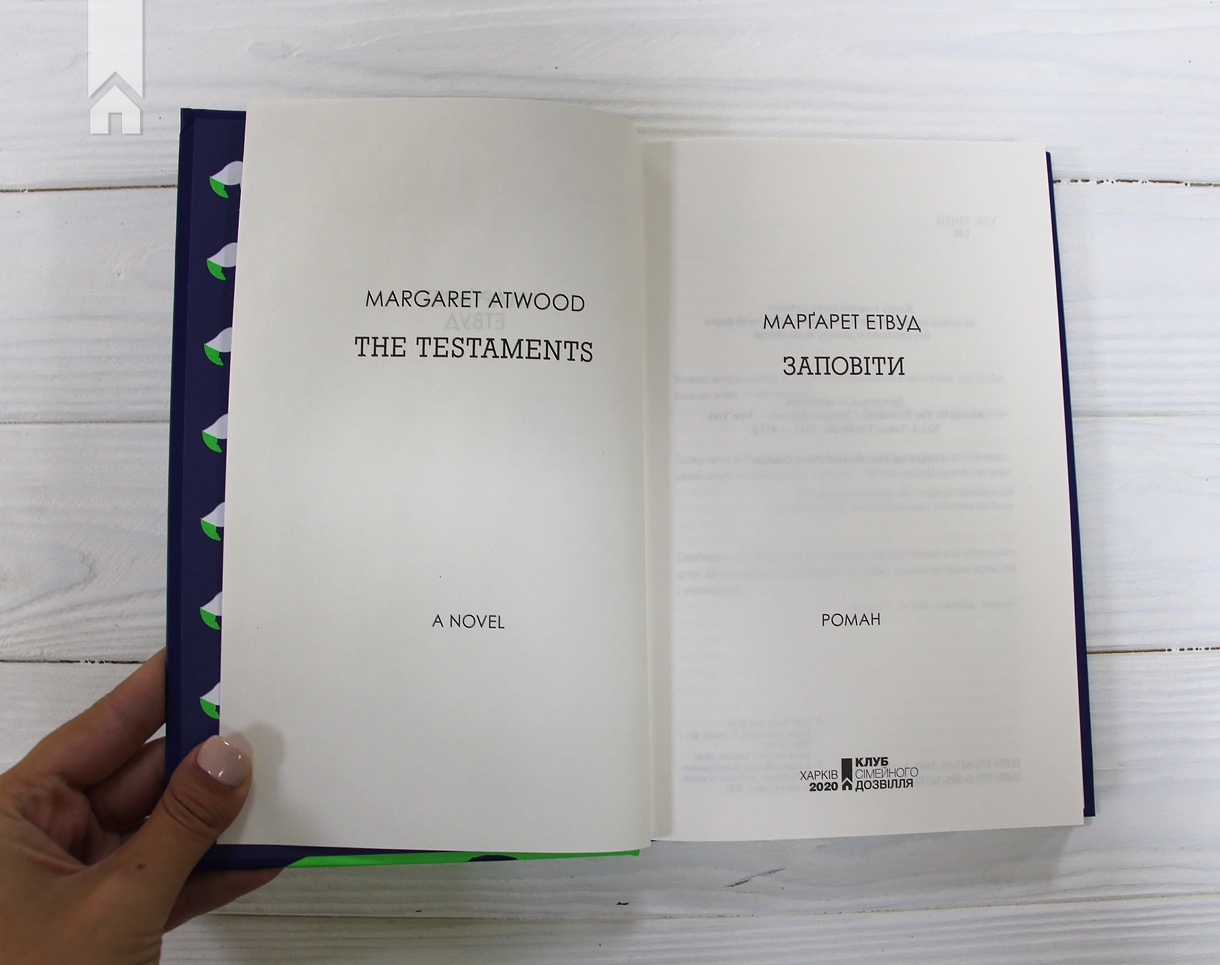 MARGARET ATWOOD
THE TESTAMENTS
A NOVEL
МАРҐАРЕТ ЕТВУД
ЗАПОВІТИ
РОМАН
ХАРКІВ
2020
КЛУБ
СІМЕЙНОГО
ДОЗВІЛЛЯ